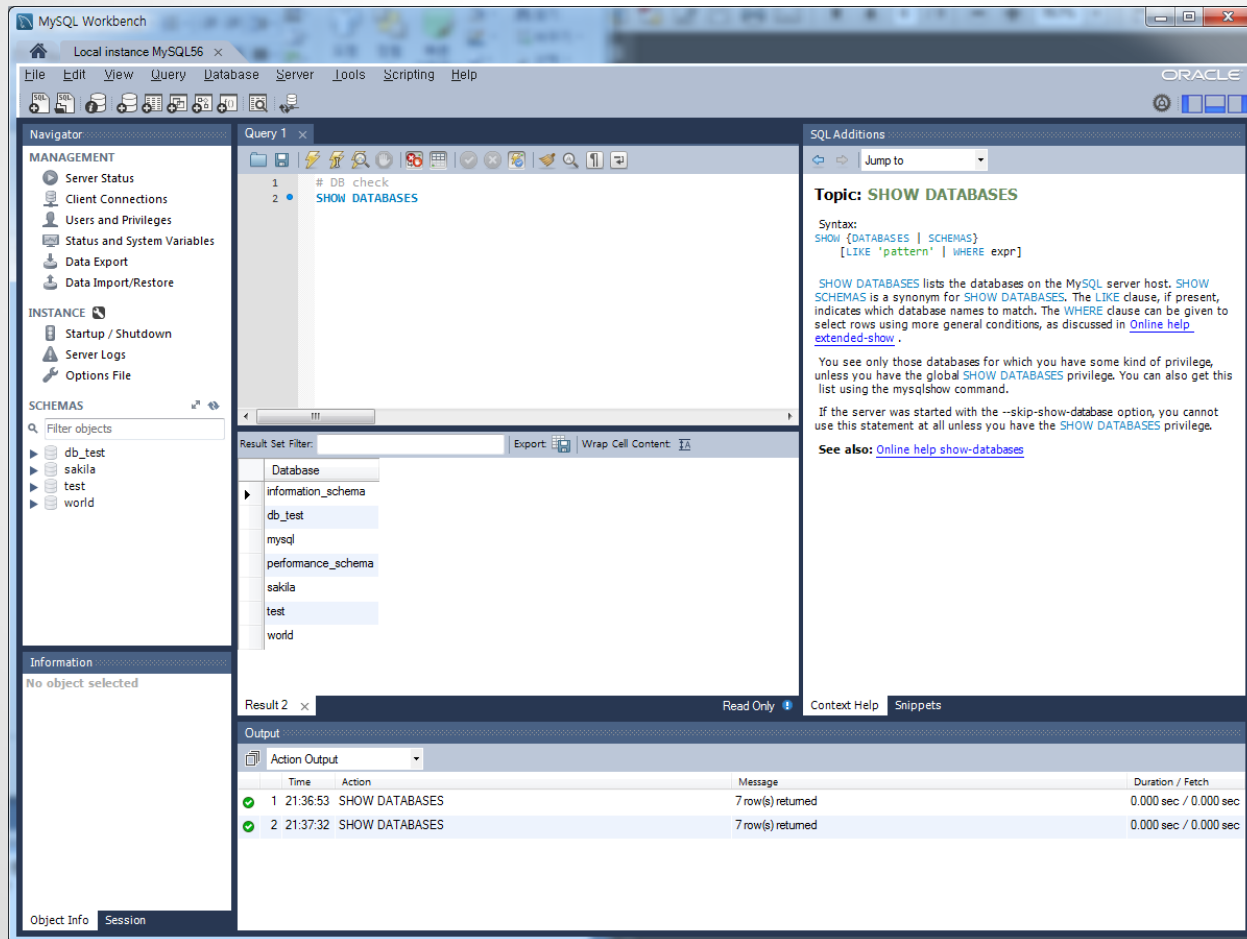 MySQL Workbench
Local instance MySQL56
File Edit View Query Database Server Tools Scripting Help
ORACLE
Navigator
MANAGEMENT
Server Status
Client Connections
Users and Privileges
Status and System Variables
Data Export
Data Import/Restore
INSTANCE
Startup / Shutdown
Server Logs
Options File
SCHEMAS
Filter objects
db_test
sakila
test
world
Information
No object selected
Object Info Session
Query 1
1 # DB check
2 SHOW DATABASES
Result Set Filter: Export: Wrap Cell Content:
Database
information_schema
db_test
mysql
performance_schema
sakila
test
world
Result 2 Read Only
SQL Additions
Jump to
Topic: SHOW DATABASES
Syntax:
SHOW {DATABASES | SCHEMAS}
[LIKE 'pattern' | WHERE expr]
SHOW DATABASES lists the databases on the MySQL server host. SHOW
SCHEMAS is a synonym for SHOW DATABASES. The LIKE clause, if present,
indicates which database names to match. The WHERE clause can be given to
select rows using more general conditions, as discussed in Online help
extended-show .
You see only those databases for which you have some kind of privilege,
unless you have the global SHOW DATABASES privilege. You can also get this
list using the mysqlshow command.
If the server was started with the --skip-show-database option, you cannot
use this statement at all unless you have the SHOW DATABASES privilege.
See also: Online help show-databases
Context Help Snippets
Output
Action Output
Time Action Message Duration / Fetch
1 21:36:53 SHOW DATABASES 7 row(s) returned 0.000 sec / 0.000 sec
2 21:37:32 SHOW DATABASES 7 row(s) returned 0.000 sec / 0.000 sec